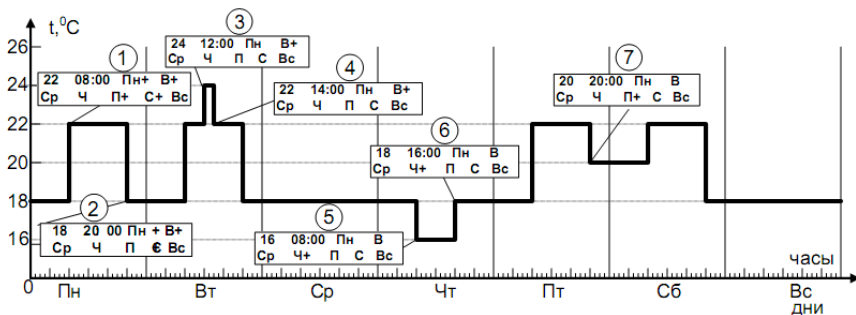 t,⁰C
26
24
22
20
18
16
0
1
22 08:00 Пн+ В+
Ср Ч П+ С+ Вс
2
18 20 00 Пн + В+
Ср Ч П Є Вс
3
24 12:00 Пн В+
Ср Ч П С Вс
4
22 14:00 Пн В+
Ср Ч П С Вс
5
16 08:00 Пн В
Ср Ч+ П С Вс
6
18 16:00 Пн В
Ср Ч+ П С Вс
7
20 20:00 Пн В
Ср Ч П+ С Вс
часы
Пн Вт Ср Чт Пт Сб Вс
дни